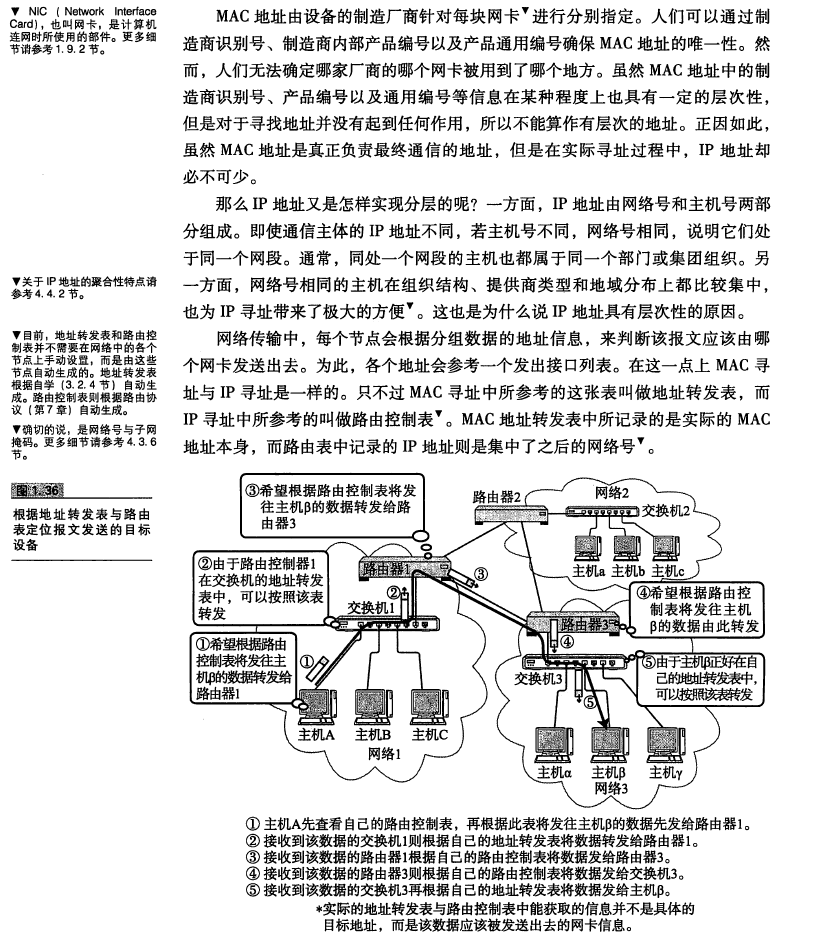 ▼ NIC ( Network Interface
Card)，也叫网卡，是计算机
连网时所使用的部件。更多细
节请参考1.9.2节。
MAC 地址由设备的制造厂商针对每块网卡▼进行分别指定。人们可以通过制
造商识别号、制造商内部产品编号以及产品通用编号确保 MAC 地址的唯一性。然
而，人们无法确定哪家厂商的哪个网卡被用到了哪个地方。虽然 MAC 地址中的制
造商识别号、产品编号以及通用编号等信息在某种程度上也具有一定的层次性，
但是对于寻找地址并没有起到任何作用，所以不能算作有层次的地址。正因如此，
虽然 MAC 地址是真正负责最终通信的地址，但是在实际寻址过程中，IP 地址却
必不可少。
那么 IP 地址又是怎样实现分层的呢？一方面，IP 地址由网络号和主机号两部
分组成。即使通信主体的 IP 地址不同，若主机号不同，网络号相同，说明它们处
于同一个网段。通常，同处一个网段的主机也都属于同一个部门或集团组织。另
一方面，网络号相同的主机在组织结构、提供商类型和地域分布上都比较集中，
也为 IP 寻址带来了极大的方便▼。这也是为什么说 IP 地址具有层次性的原因。
▼关于 IP 地址的聚合性特点请
参考4.4.2节。
网络传输中，每个节点会根据分组数据的地址信息，来判断该报文应该由哪
个网卡发送出去。为此，各个地址会参考一个发出接口列表。在这一点上 MAC 寻
址与 IP 寻址是一样的。只不过 MAC 寻址中所参考的这张表叫做地址转发表，而
IP 寻址中所参考的叫做路由控制表▼。MAC 地址转发表中所记录的是实际的 MAC
地址本身，而路由表中记录的 IP 地址则是集中了之后的网络号▼。
▼目前，地址转发表和路由控
制表并不需要在网络中的各个
节点上手动设置，而是由这些
节点自动生成的。地址转发表
根据自学（3.2.4节）自动生
成。路由控制表则根据路由协
议（第7章）自动生成。
▼确切的说，是网络号与子网
掩码。更多细节请参考4.3.6
节。
图 1.36
根据地址转发表与路由
表定位报文发送的目标
设备
③希望根据路由控制表将发
往主机β的数据转发给路
由器3
路由器2
网络2
交换机2
主机a 主机b 主机c
②由于路由控制器1
在交换机的地址转发
表中，可以按照该表
转发
路由器1
③
②
交换机1
①希望根据路由
控制表将发往主
机β的数据转发给
路由器1
①
主机A 主机B 主机C
网络1
④希望根据路由控
制表将发往主机
β的数据由此转发
路由器3
④
交换机3
⑤由于主机β正好在自
己的地址转发表中，
可以按照该表转发
⑤
主机α 主机β 主机γ
网络3
① 主机A先查看自己的路由控制表，再根据此表将发往主机β的数据先发给路由器1。
② 接收到该数据的交换机1则根据自己的地址转发表将数据转发给路由器1。
③ 接收到该数据的路由器1根据自己的路由控制表将数据发给路由器3。
④ 接收到该数据的路由器3则根据自己的路由控制表将数据发给交换机3。
⑤ 接收到该数据的交换机3再根据自己的地址转发表将数据发给主机β。
*实际的地址转发表与路由控制表中能获取的信息并不是具体的
目标地址，而是该数据应该被发送出去的网卡信息。